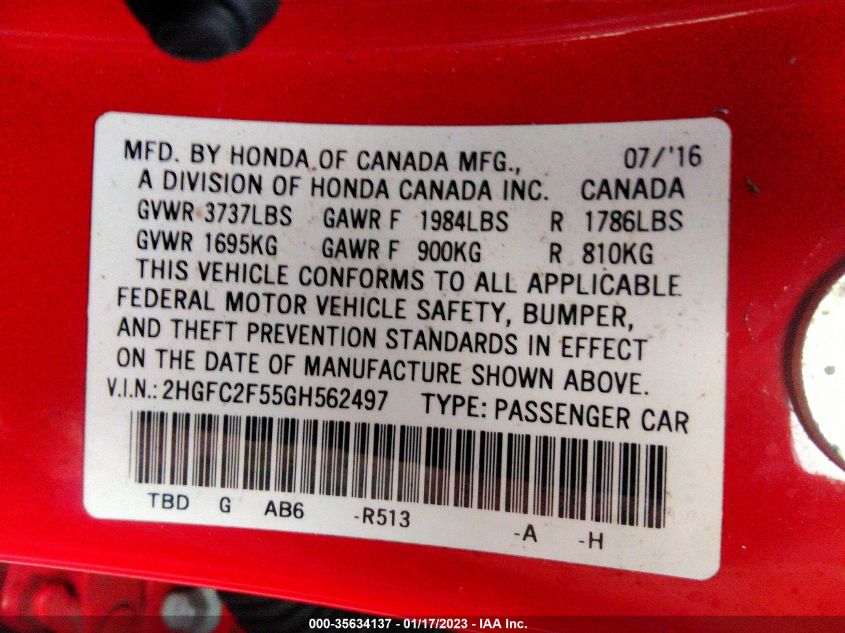 MFD. BY HONDA OF CANADA MFG., 07/'16
A DIVISION OF HONDA CANADA INC. CANADA
GVWR 3737LBS GAWR F 1984LBS R 1786LBS
GVWR 1695KG GAWR F 900KG R 810KG
THIS VEHICLE CONFORMS TO ALL APPLICABLE
FEDERAL MOTOR VEHICLE SAFETY, BUMPER,
AND THEFT PREVENTION STANDARDS IN EFFECT
ON THE DATE OF MANUFACTURE SHOWN ABOVE.
V.I.N.: 2HGFC2F55GH562497 TYPE: PASSENGER CAR
TBD G AB6 -R513 -A -H
000-35634137 - 01/17/2023 - IAA Inc.